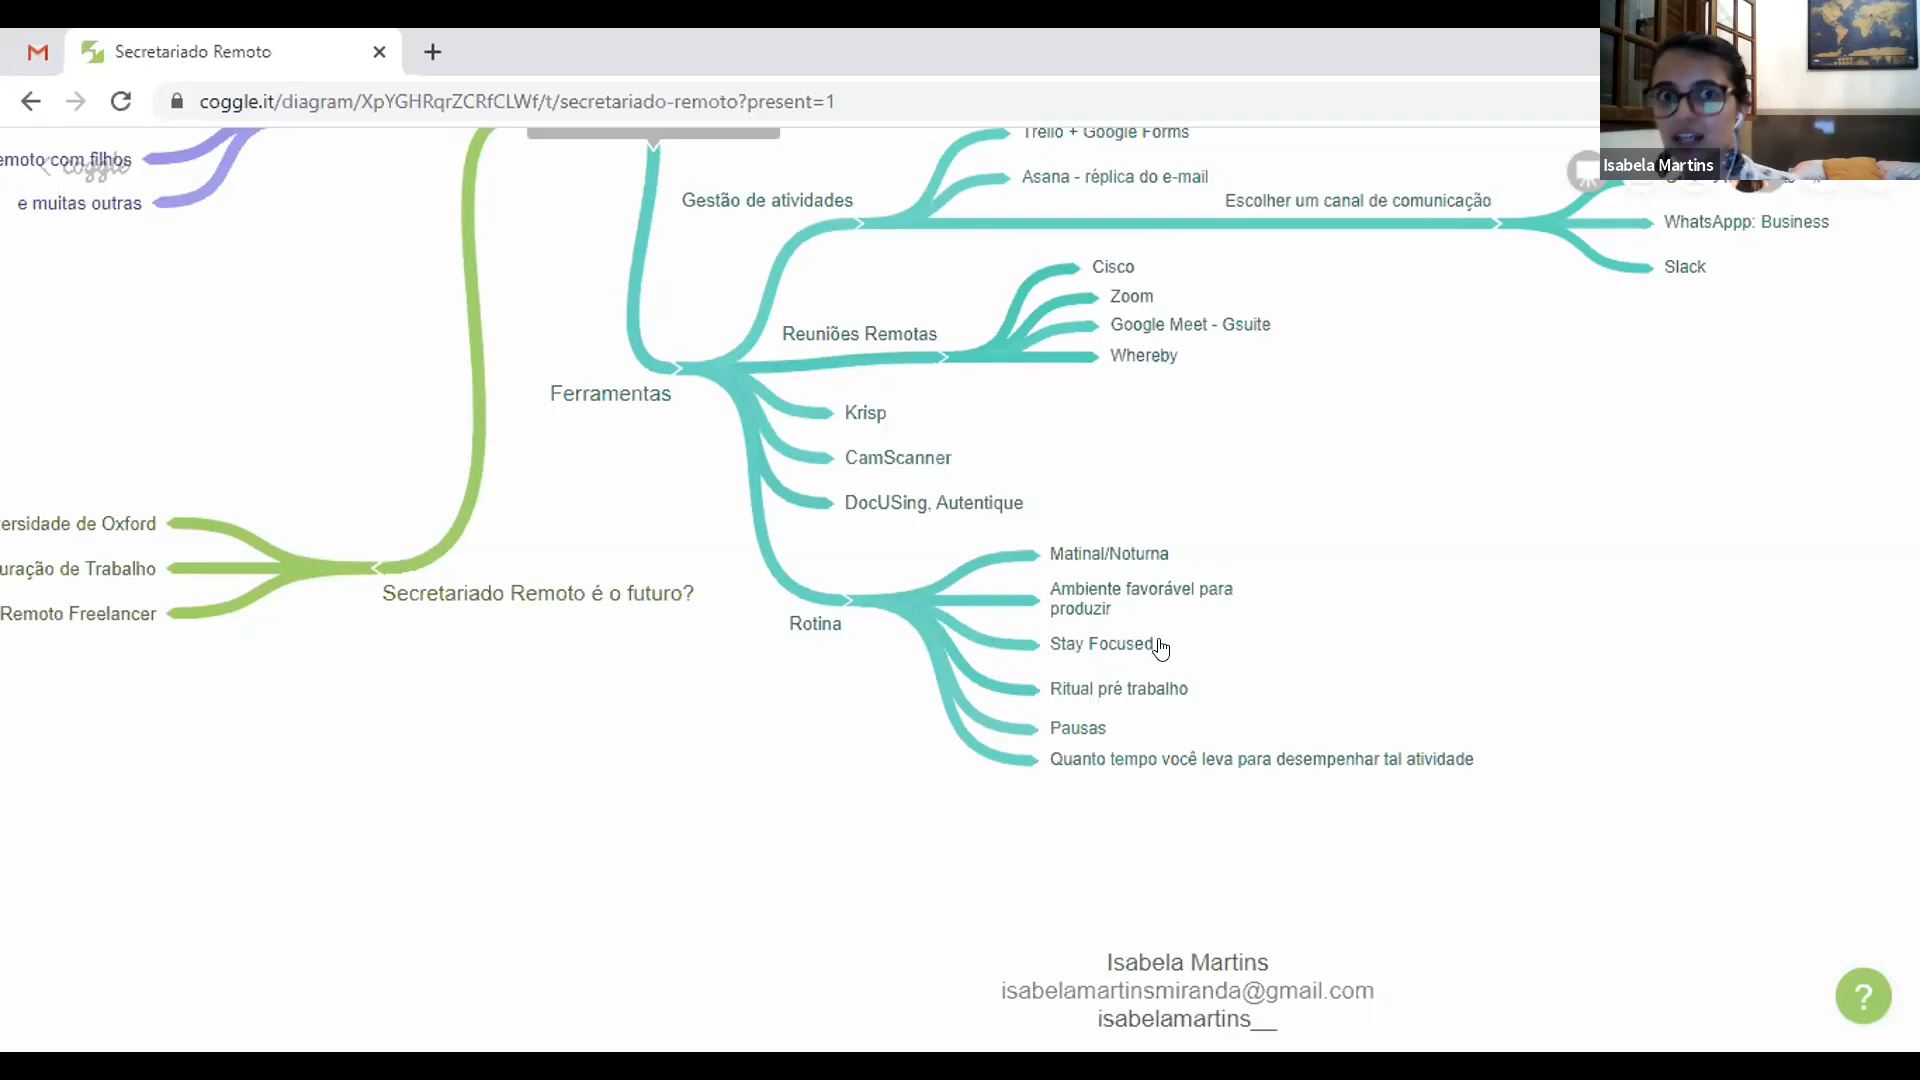 Secretariado Remoto
coggle.it/diagram/XpYGHRqrZCRfCLWf/t/secretariado-remoto?present=1
Isabela Martins
emoto com filhos
coggle
e muitas outras
Trello + Google Forms
Asana - réplica do e-mail
Gestão de atividades
Escolher um canal de comunicação
WhatsAppp: Business
Slack
Cisco
Zoom
Google Meet - Gsuite
Whereby
Reuniões Remotas
Ferramentas
Krisp
CamScanner
DocUSing, Autentique
ersidade de Oxford
uração de Trabalho
Remoto Freelancer
Secretariado Remoto é o futuro?
Rotina
Matinal/Noturna
Ambiente favorável para
produzir
Stay Focused
Ritual pré trabalho
Pausas
Quanto tempo você leva para desempenhar tal atividade
Isabela Martins
isabelamartinsmiranda@gmail.com
isabelamartins__
?